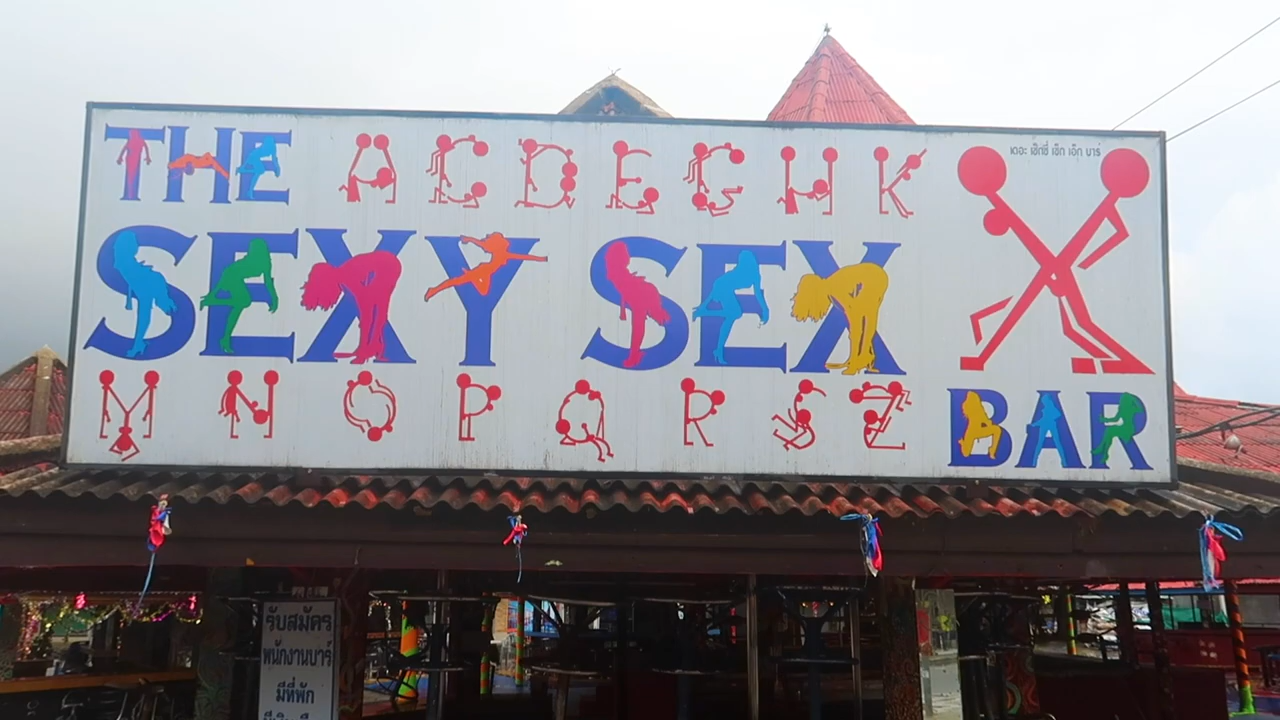 THE A C D E G H K
เดอะ เซ็กซี่ เซ็ก เอ็ก บาร์
SEXY SEX X
M N O P Q R S Z
BAR
รับสมัคร
พนักงานบาร์
มีที่พัก